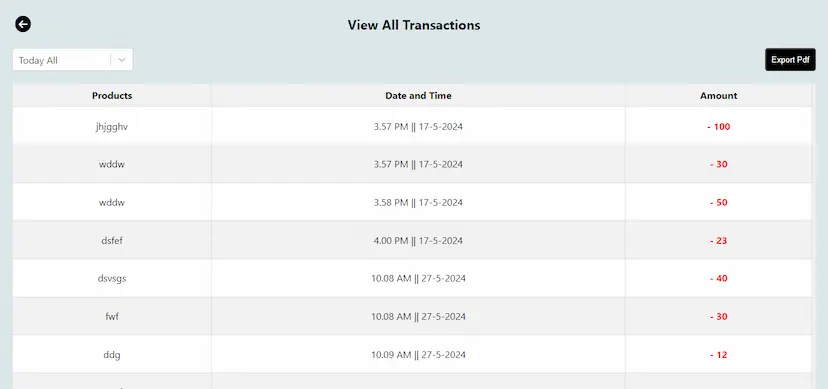 View All Transactions
Today All
Export Pdf
Products Date and Time Amount
jhjgghv 3.57 PM || 17-5-2024 - 100
wddw 3.57 PM || 17-5-2024 - 30
wddw 3.58 PM || 17-5-2024 - 50
dsfef 4.00 PM || 17-5-2024 - 23
dsvsgs 10.08 AM || 27-5-2024 - 40
fwf 10.08 AM || 27-5-2024 - 30
ddg 10.09 AM || 27-5-2024 - 12